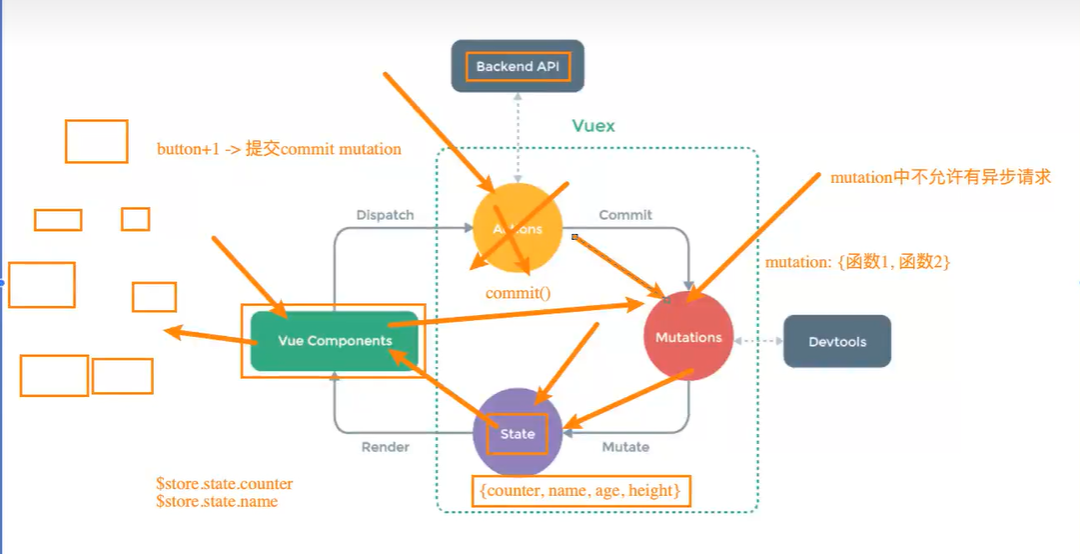 Backend API
Vuex
button+1 -> 提交commit mutation
mutation中不允许有异步请求
Dispatch
Actions
Commit
mutation: {函数1, 函数2}
commit()
Vue Components
Mutations
Devtools
State
Render
Mutate
$store.state.counter
$store.state.name
{counter, name, age, height}